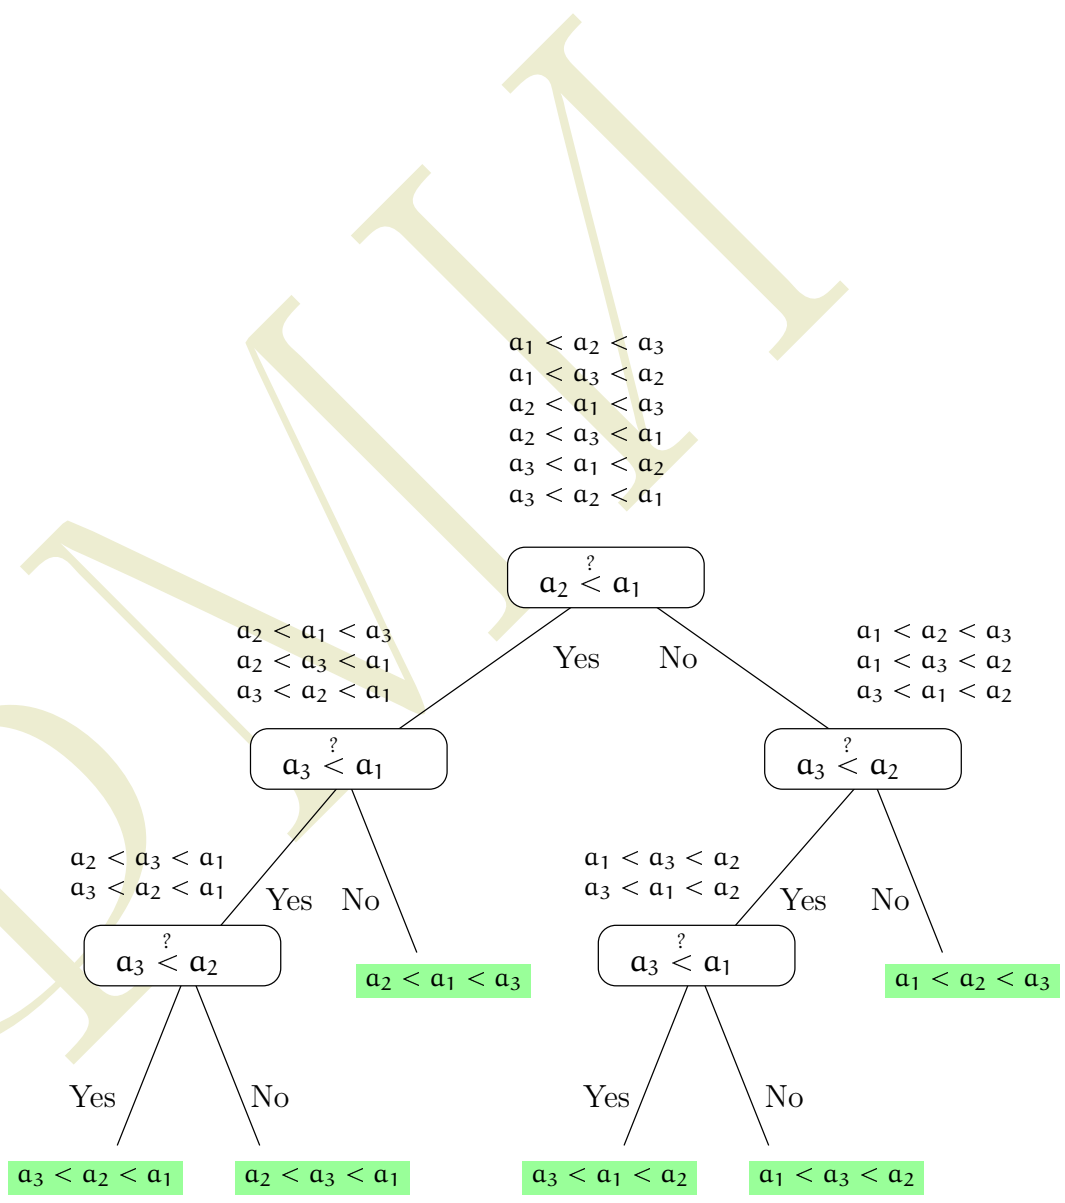 a₁ < a₂ < a₃
a₁ < a₃ < a₂
a₂ < a₁ < a₃
a₂ < a₃ < a₁
a₃ < a₁ < a₂
a₃ < a₂ < a₁
?
a₂ < a₁
Yes No
a₂ < a₁ < a₃
a₂ < a₃ < a₁
a₃ < a₂ < a₁
a₁ < a₂ < a₃
a₁ < a₃ < a₂
a₃ < a₁ < a₂
?
a₃ < a₁
?
a₃ < a₂
a₂ < a₃ < a₁
a₃ < a₂ < a₁
Yes No
a₁ < a₃ < a₂
a₃ < a₁ < a₂
Yes No
?
a₃ < a₂
a₂ < a₁ < a₃
?
a₃ < a₁
a₁ < a₂ < a₃
Yes No
Yes No
a₃ < a₂ < a₁
a₂ < a₃ < a₁
a₃ < a₁ < a₂
a₁ < a₃ < a₂